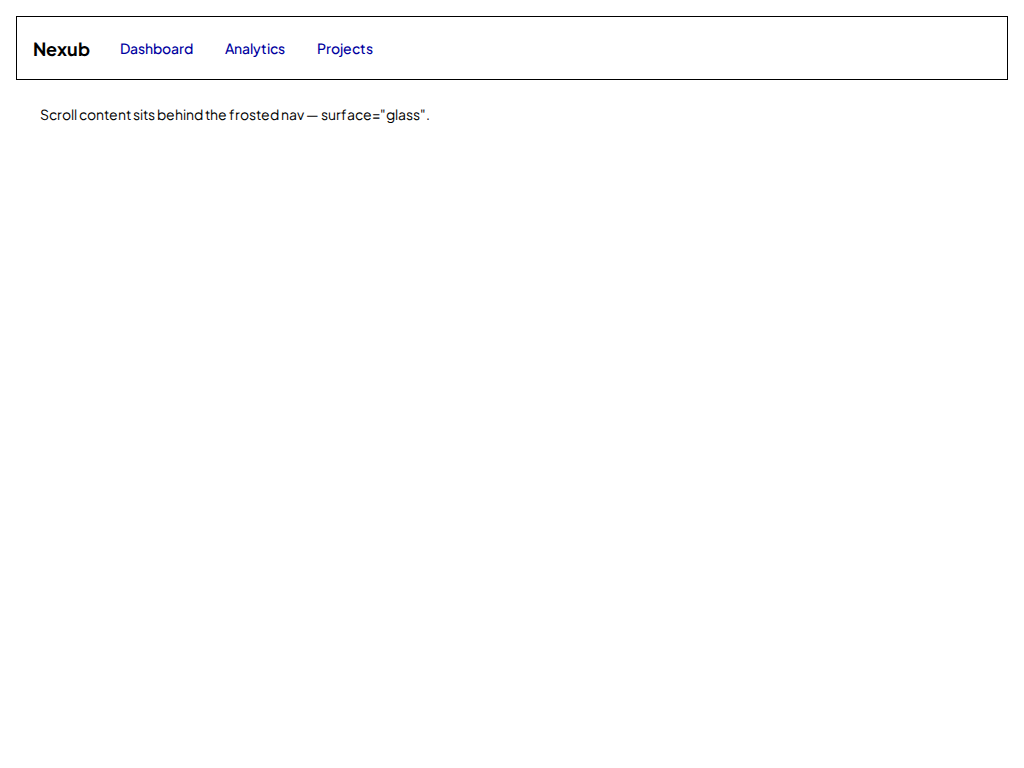 Nexub Dashboard Analytics Projects
Scroll content sits behind the frosted nav — surface="glass".